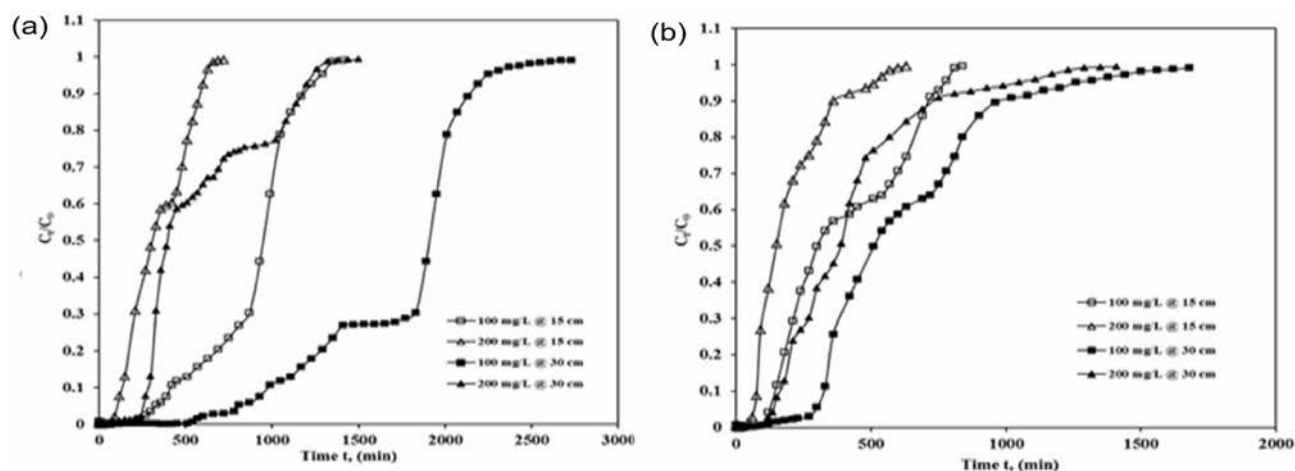 (a)
1.1
1
0.9
0.8
0.7
0.6
0.5
0.4
0.3
0.2
0.1
0
Ct/C0
0 500 1000 1500 2000 2500 3000
Time t, (min)
100 mg/L @ 15 cm
200 mg/L @ 15 cm
100 mg/L @ 30 cm
200 mg/L @ 30 cm
(b)
1.1
1
0.9
0.8
0.7
0.6
0.5
0.4
0.3
0.2
0.1
0
Ct/C0
0 500 1000 1500 2000
Time t, (min)
100 mg/L @ 15 cm
200 mg/L @ 15 cm
100 mg/L @ 30 cm
200 mg/L @ 30 cm